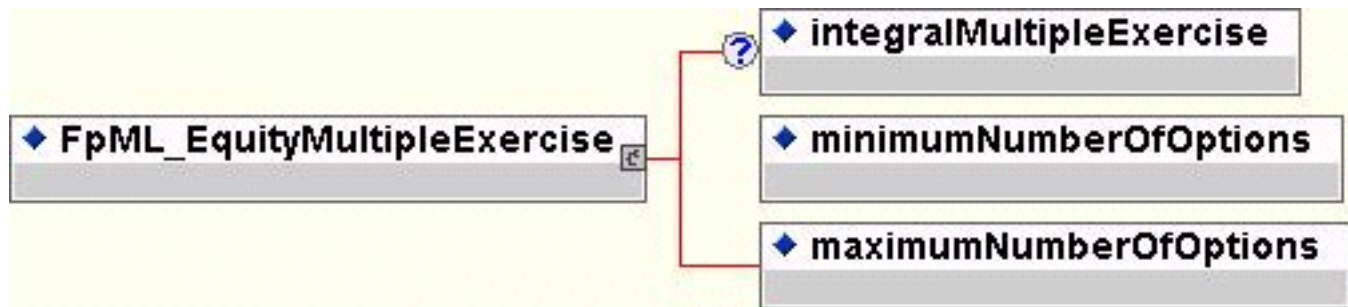 integralMultipleExercise
?
FpML_EquityMultipleExercise
minimumNumberOfOptions
maximumNumberOfOptions